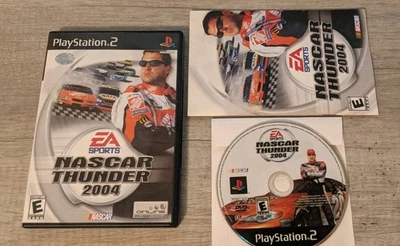 PlayStation®2
EA
SPORTS
NASCAR
THUNDER
2004
NASCAR
ONLINE
E
EA
SPORTS
NASCAR
THUNDER
2004
E
EA
SPORTS
NASCAR
THUNDER
2004
E
PlayStation®2